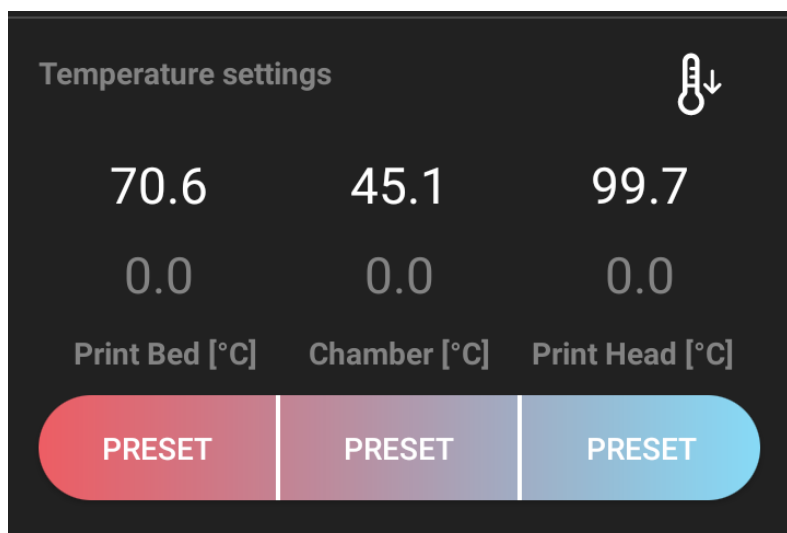 Temperature settings
70.6 45.1 99.7
0.0 0.0 0.0
Print Bed [°C] Chamber [°C] Print Head [°C]
PRESET PRESET PRESET